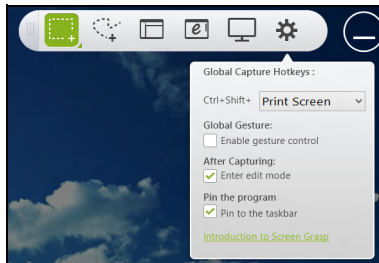 Global Capture Hotkeys :
Ctrl+Shift+ Print Screen
Global Gesture:
Enable gesture control
After Capturing:
Enter edit mode
Pin the program
Pin to the taskbar
Introduction to Screen Grasp